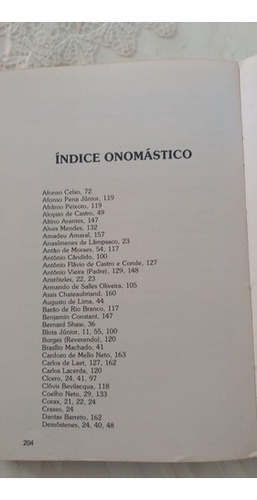 ÍNDICE ONOMÁSTICO
Afonso Celso, 72
Afonso Pena Júnior, 119
Afrânio Peixoto, 119
Aloysio de Castro, 49
Altino Arantes, 147
Alves Mendes, 132
Amadeu Amaral, 157
Anaxímenes de Lâmpsaco, 23
Antão de Moraes, 54, 117
Antônio Cândido, 100
Antônio Flávio de Castro e Conde, 127
Antônio Vieira (Padre), 129, 148
Aristóteles, 22, 23
Armando de Salles Oliveira, 105
Assis Chateaubriand, 160
Augusto de Lima, 44
Barão de Rio Branco, 117
Benjamin Constant, 147
Bernard Shaw, 36
Blota Júnior, 11, 55, 100
Borges (Reverendo), 120
Brasílio Machado, 41
Cardozo de Mello Neto, 163
Carlos de Laet, 127, 162
Carlos Lacerda, 120
Cícero, 24, 41, 97
Clóvis Bevilacqua, 118
Coelho Neto, 29, 133
Corax, 21, 22, 24
Crasso, 24
Dantas Barreto, 162
Demóstenes, 24, 40, 48
204